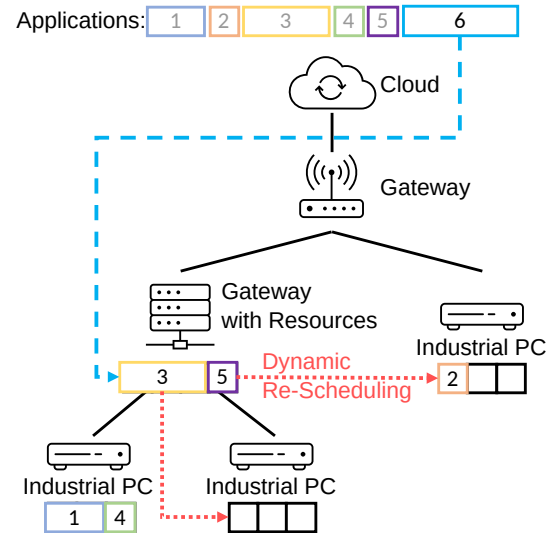 Applications: 1 2 3 4 5 6
Cloud
Gateway
Gateway
with Resources
Industrial PC
3 5
Dynamic
Re-Scheduling
2
Industrial PC
Industrial PC
1 4